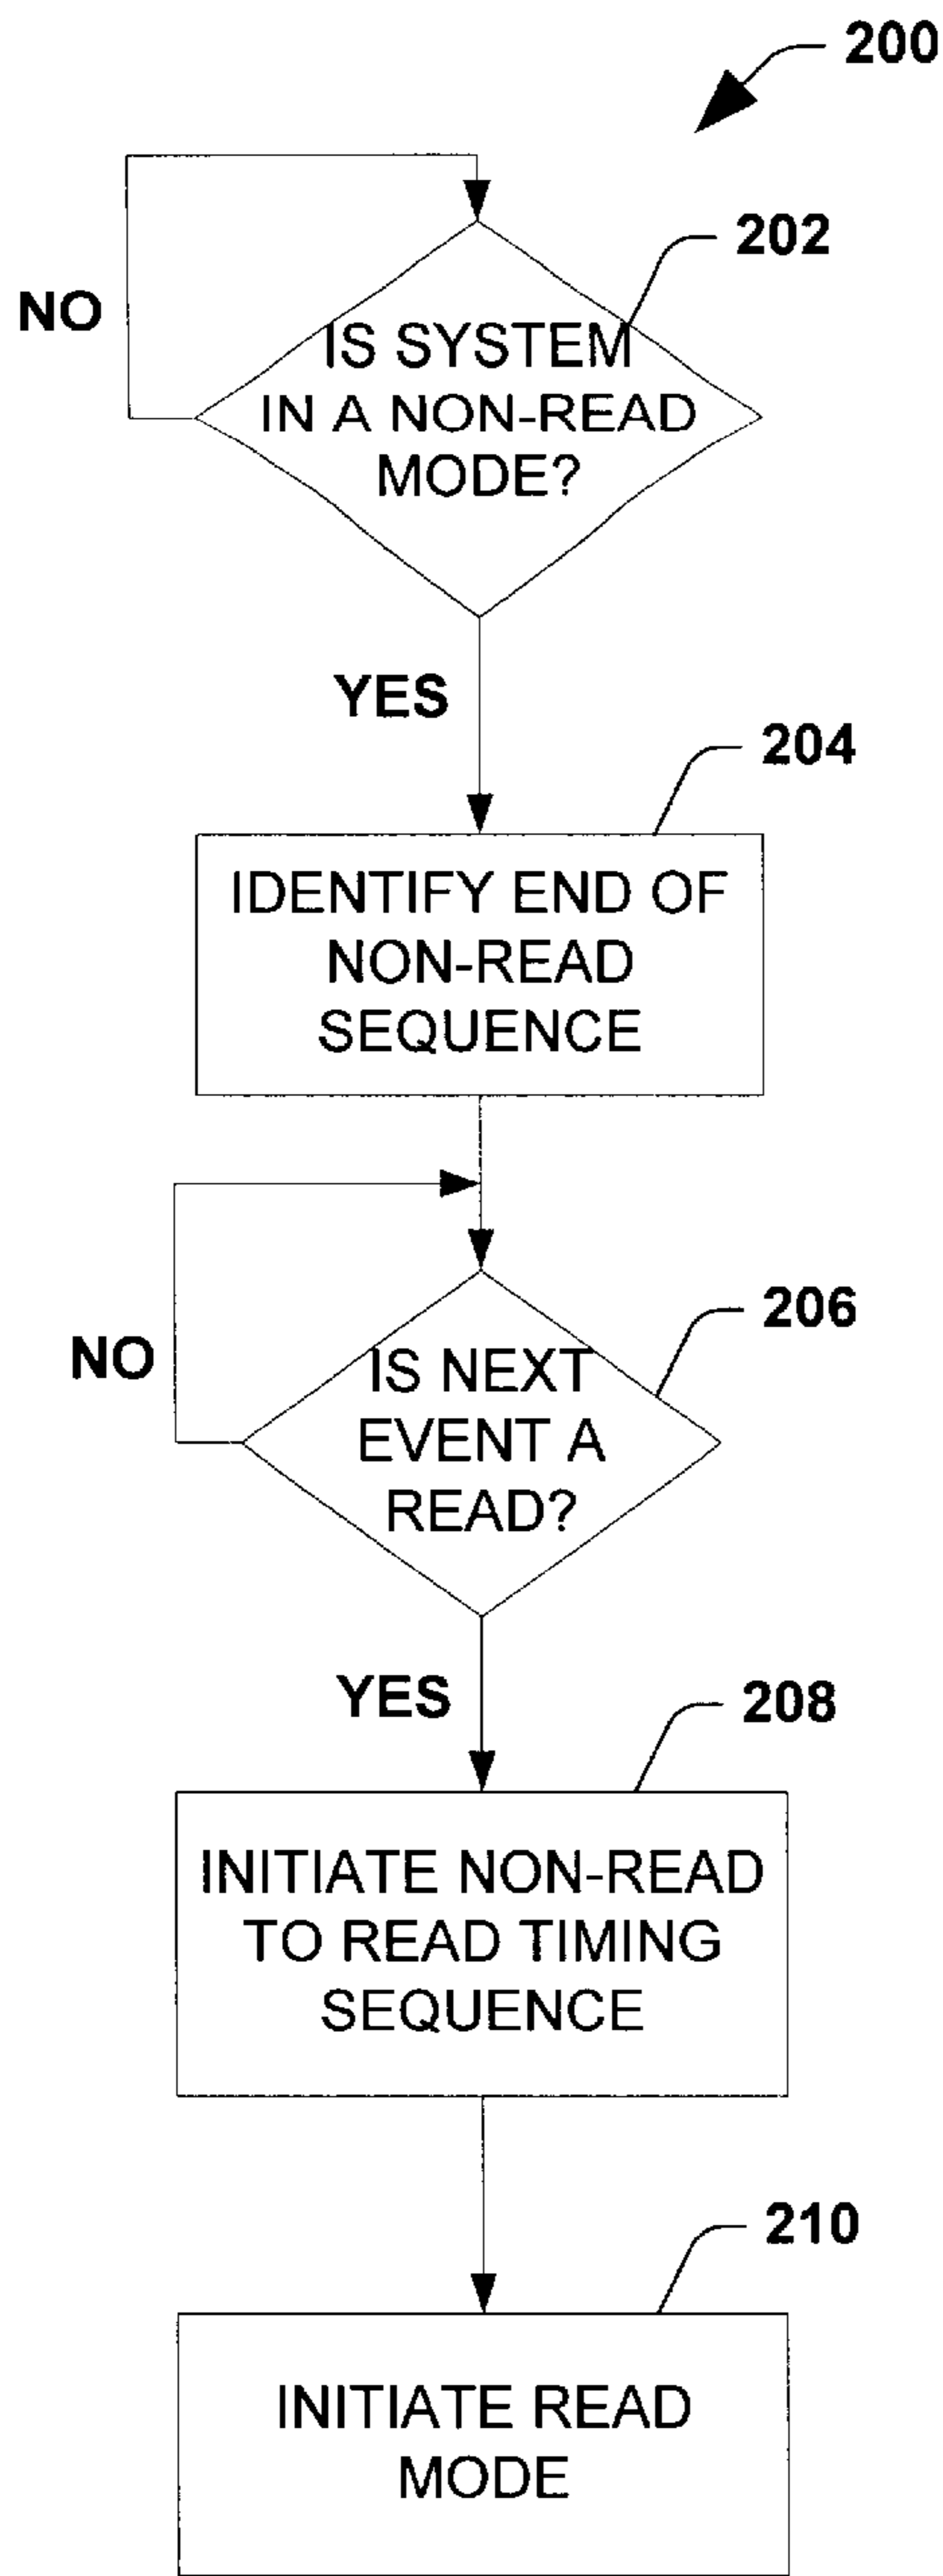 200
202
NO
IS SYSTEM
IN A NON-READ
MODE?
YES
204
IDENTIFY END OF
NON-READ
SEQUENCE
206
NO
IS NEXT
EVENT A
READ?
YES
208
INITIATE NON-READ
TO READ TIMING
SEQUENCE
210
INITIATE READ
MODE